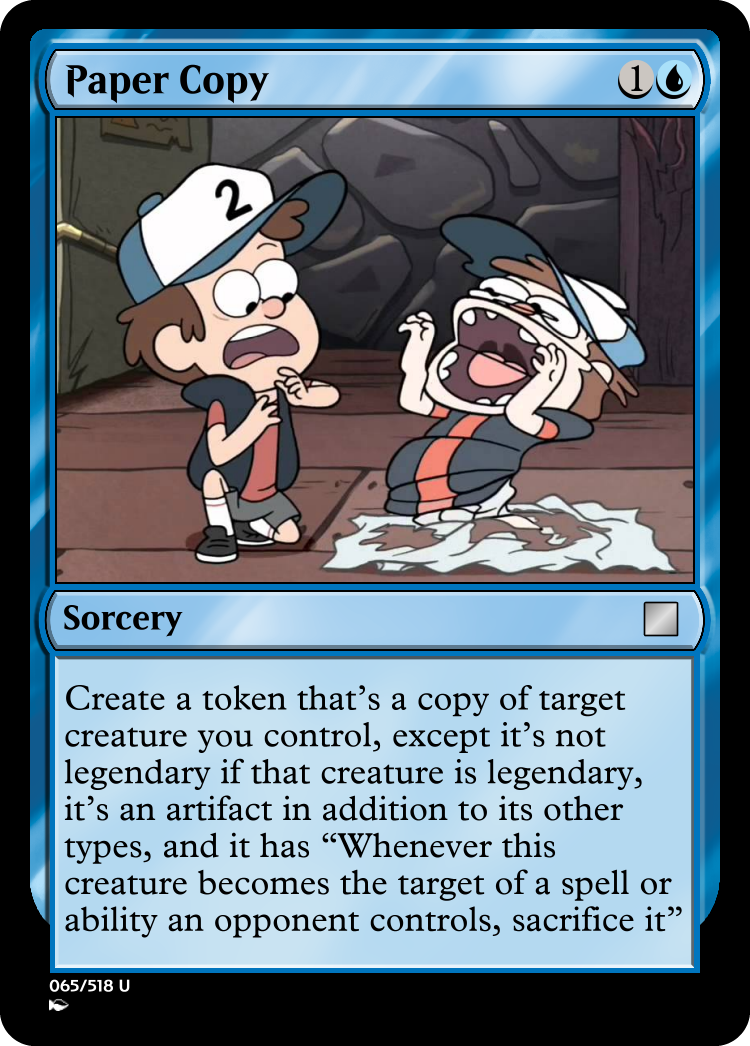 Paper Copy
1
2
Sorcery
Create a token that’s a copy of target
creature you control, except it’s not
legendary if that creature is legendary,
it’s an artifact in addition to its other
types, and it has “Whenever this
creature becomes the target of a spell or
ability an opponent controls, sacrifice it”
065/518 U